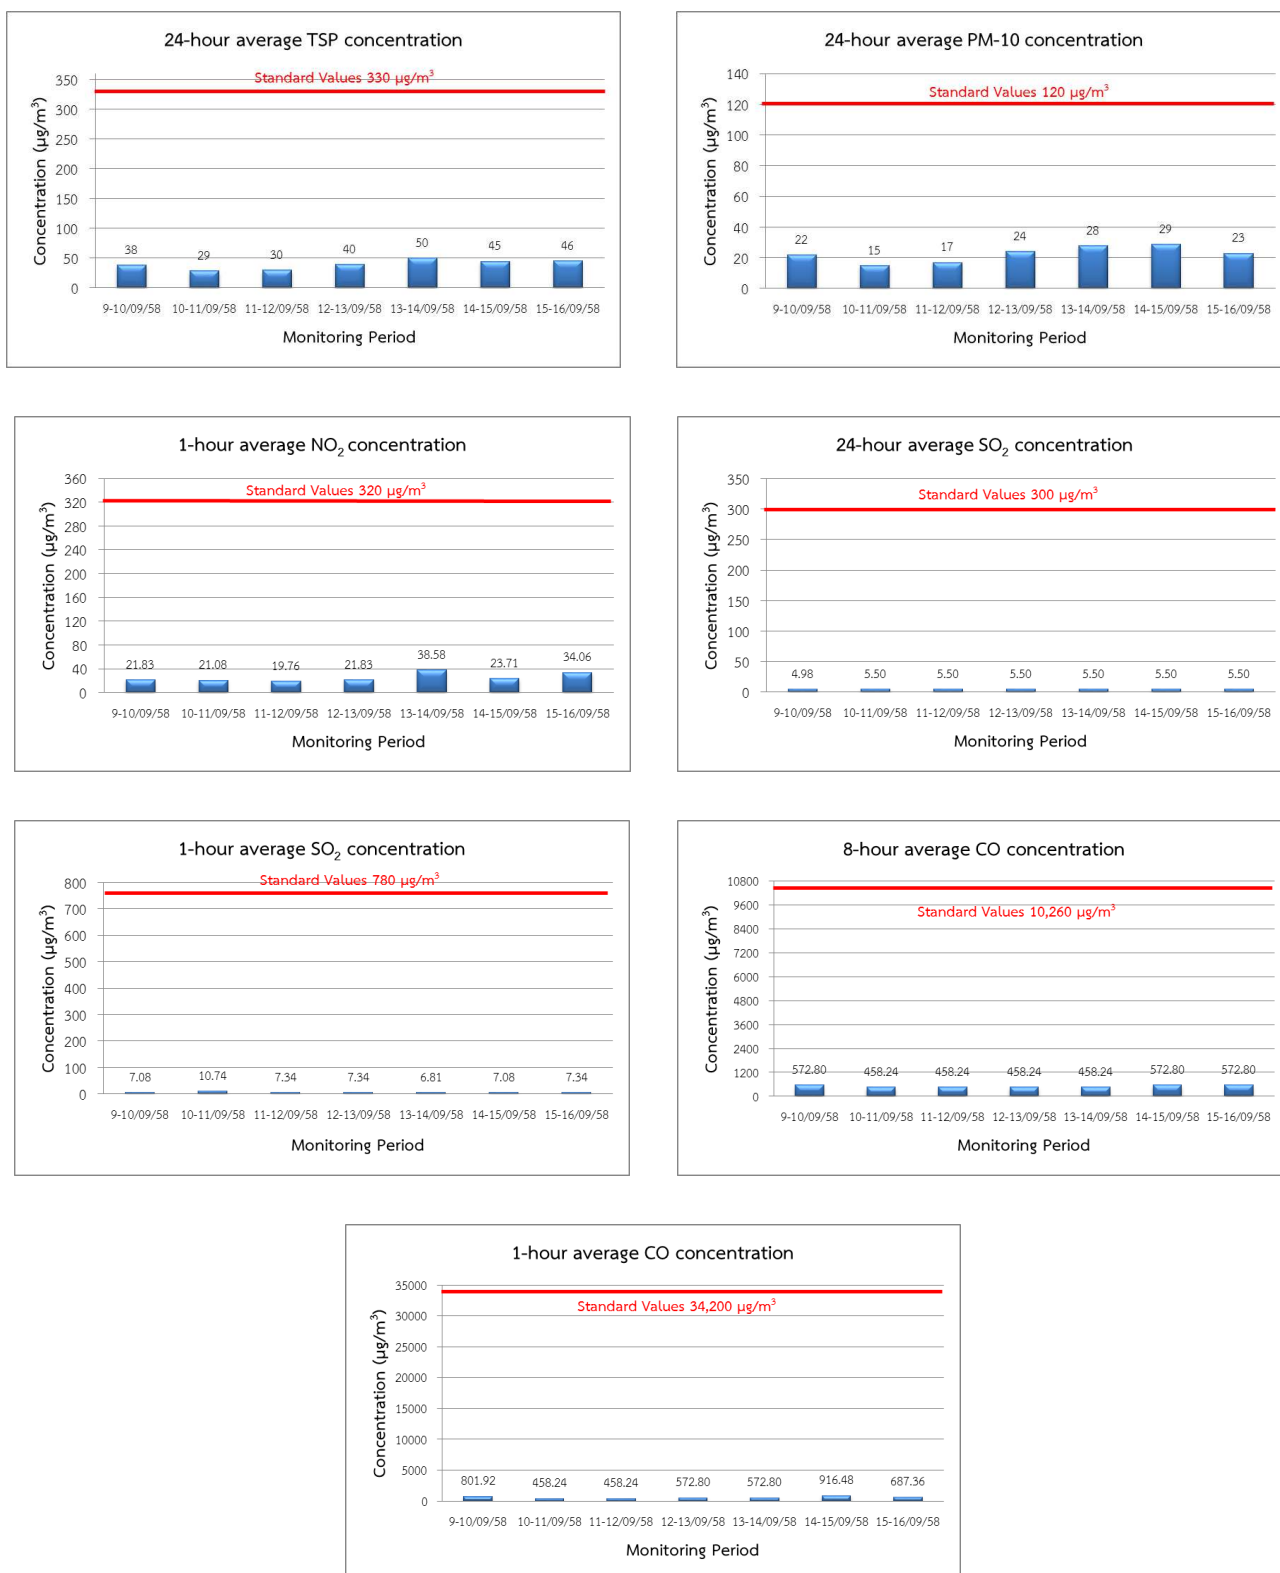 24-hour average TSP concentration
Standard Values 330 µg/m³
Concentration (µg/m³)
350
300
250
200
150
100
50
0
38 29 30 40 50 45 46
9-10/09/58 10-11/09/58 11-12/09/58 12-13/09/58 13-14/09/58 14-15/09/58 15-16/09/58
Monitoring Period
24-hour average PM-10 concentration
Standard Values 120 µg/m³
Concentration (µg/m³)
140
120
100
80
60
40
20
0
22 15 17 24 28 29 23
9-10/09/58 10-11/09/58 11-12/09/58 12-13/09/58 13-14/09/58 14-15/09/58 15-16/09/58
Monitoring Period
1-hour average NO₂ concentration
Standard Values 320 µg/m³
Concentration (µg/m³)
360
320
280
240
200
160
120
80
40
0
21.83 21.08 19.76 21.83 38.58 23.71 34.06
9-10/09/58 10-11/09/58 11-12/09/58 12-13/09/58 13-14/09/58 14-15/09/58 15-16/09/58
Monitoring Period
24-hour average SO₂ concentration
Standard Values 300 µg/m³
Concentration (µg/m³)
350
300
250
200
150
100
50
0
4.98 5.50 5.50 5.50 5.50 5.50 5.50
9-10/09/58 10-11/09/58 11-12/09/58 12-13/09/58 13-14/09/58 14-15/09/58 15-16/09/58
Monitoring Period
1-hour average SO₂ concentration
Standard Values 780 µg/m³
Concentration (µg/m³)
800
700
600
500
400
300
200
100
0
7.08 10.74 7.34 7.34 6.81 7.08 7.34
9-10/09/58 10-11/09/58 11-12/09/58 12-13/09/58 13-14/09/58 14-15/09/58 15-16/09/58
Monitoring Period
8-hour average CO concentration
Standard Values 10,260 µg/m³
Concentration (µg/m³)
10800
9600
8400
7200
6000
4800
3600
2400
1200
0
572.80 458.24 458.24 458.24 458.24 572.80 572.80
9-10/09/58 10-11/09/58 11-12/09/58 12-13/09/58 13-14/09/58 14-15/09/58 15-16/09/58
Monitoring Period
1-hour average CO concentration
Standard Values 34,200 µg/m³
Concentration (µg/m³)
35000
30000
25000
20000
15000
10000
5000
0
801.92 458.24 458.24 572.80 572.80 916.48 687.36
9-10/09/58 10-11/09/58 11-12/09/58 12-13/09/58 13-14/09/58 14-15/09/58 15-16/09/58
Monitoring Period